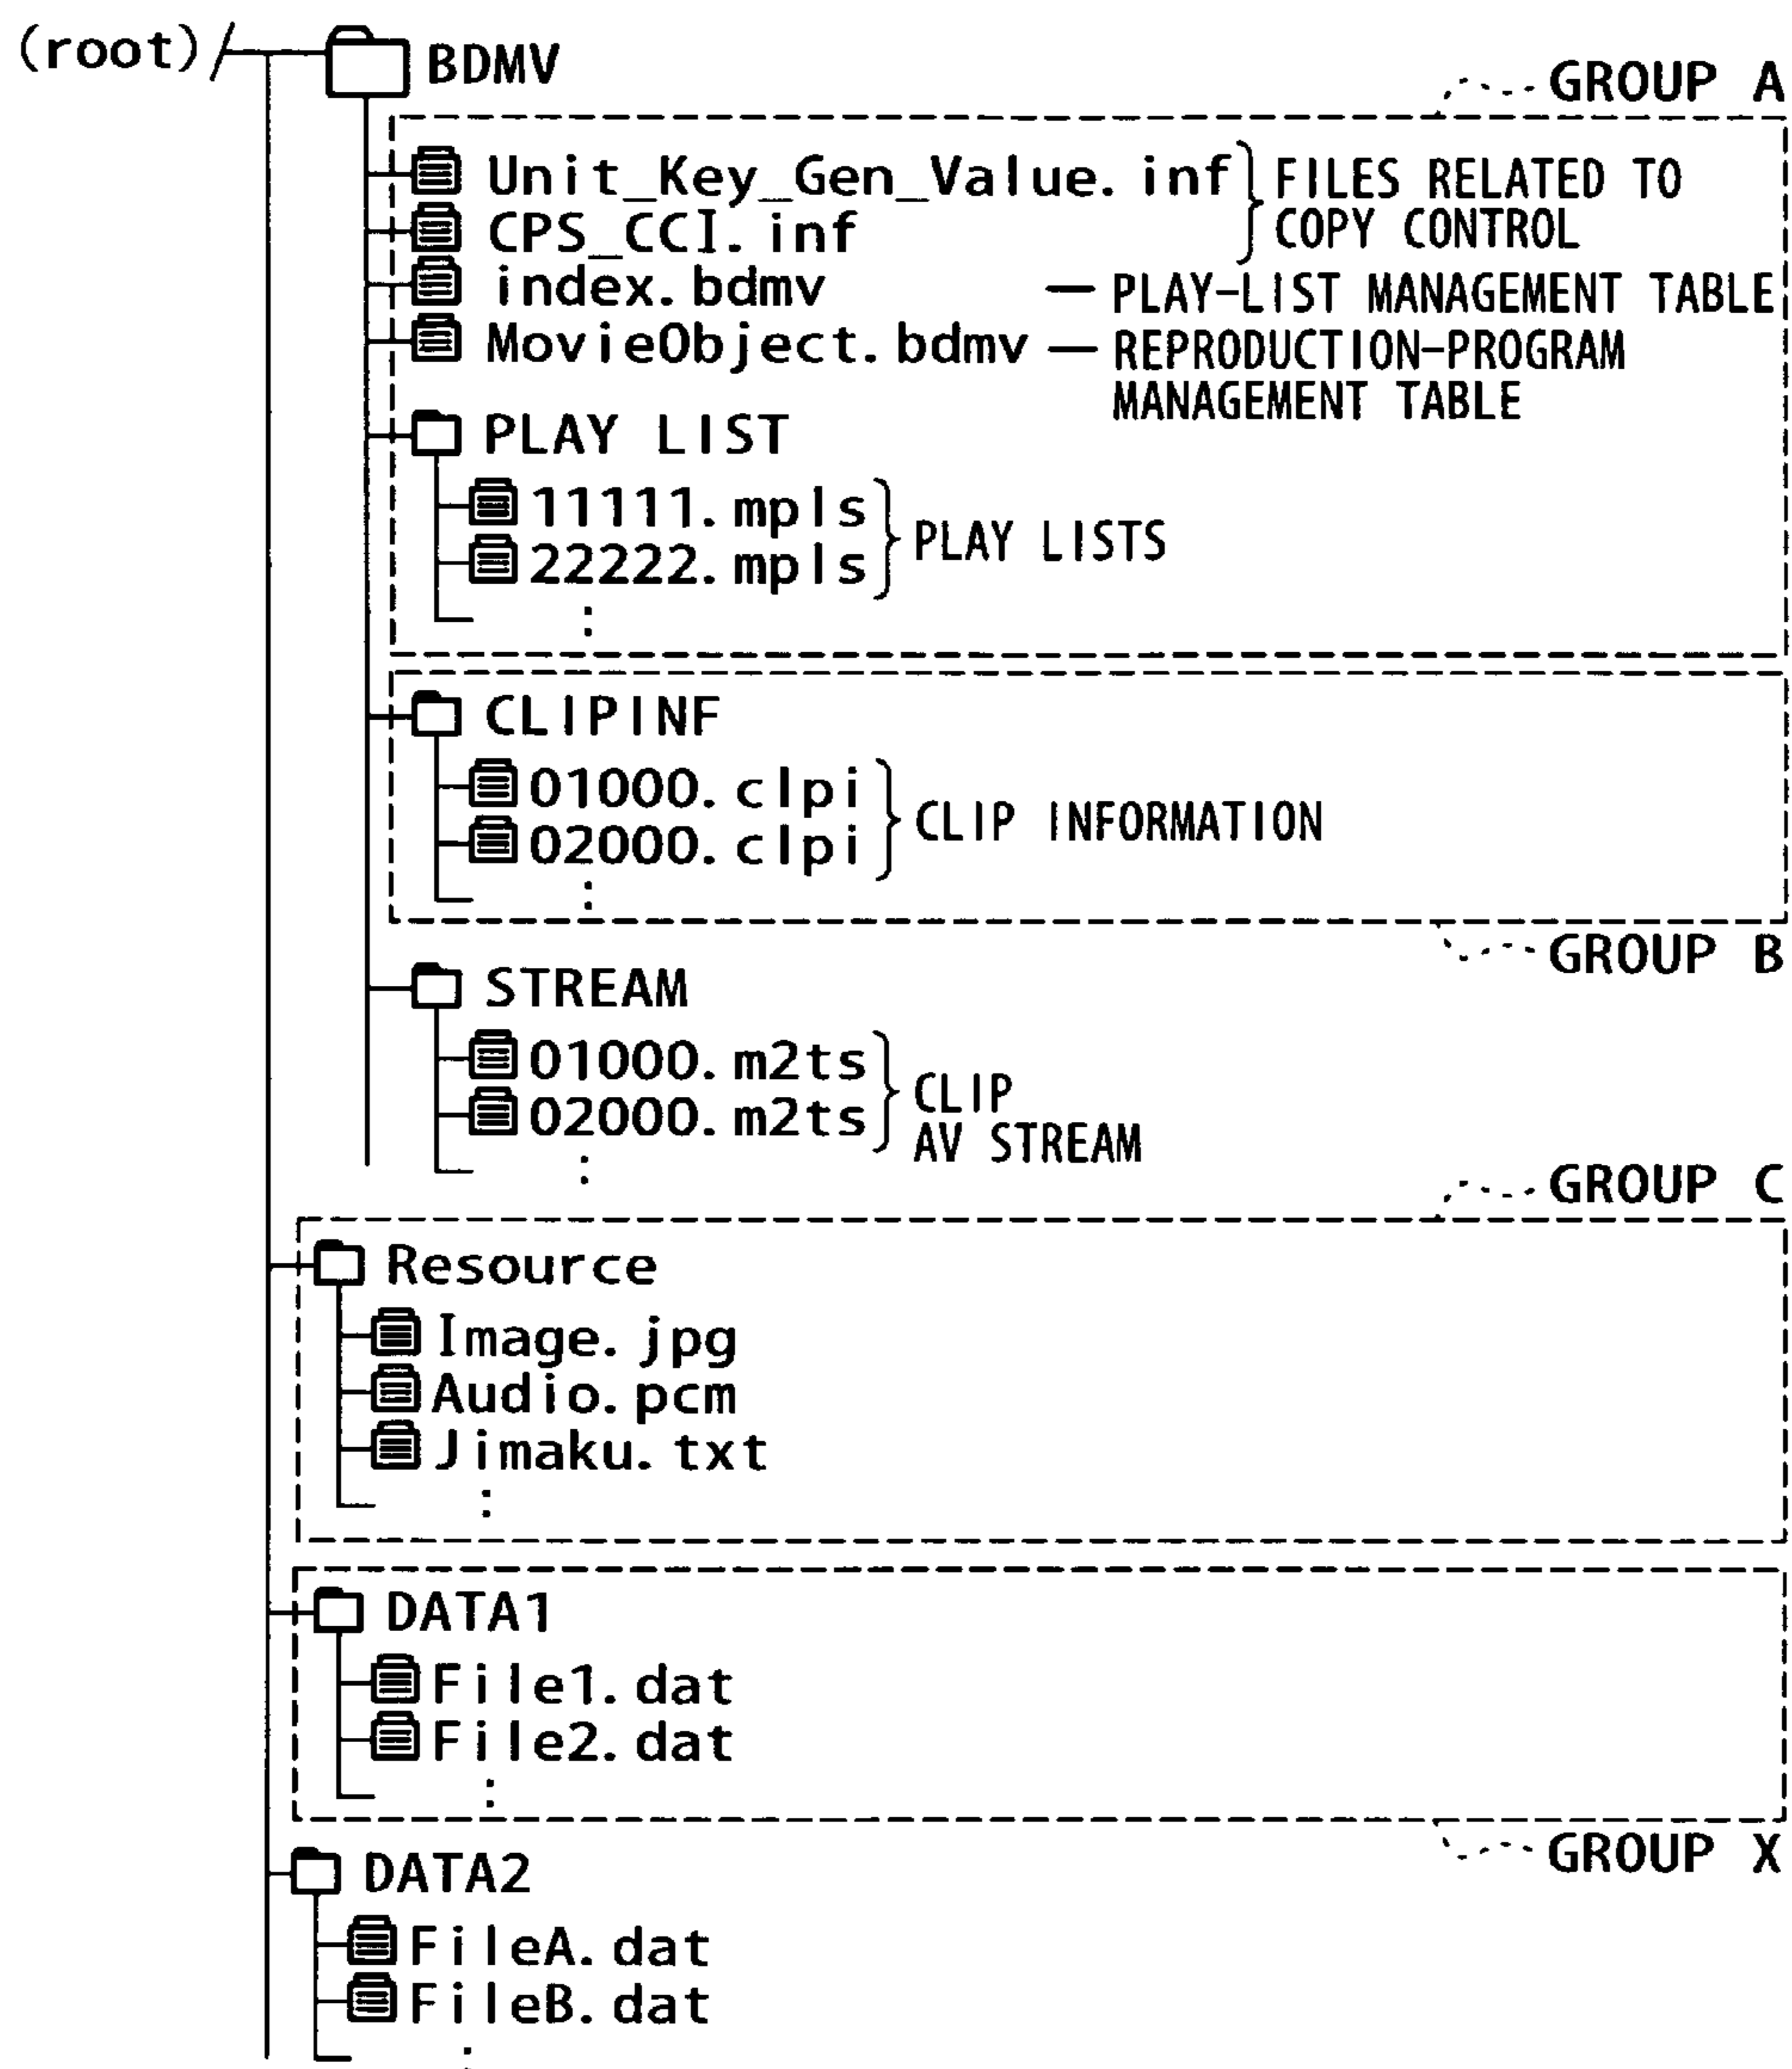 (root)/ BDMV
GROUP A
Unit_Key_Gen_Value.inf
FILES RELATED TO
COPY CONTROL
CPS_CCI.inf
index.bdmv — PLAY-LIST MANAGEMENT TABLE
MovieObject.bdmv — REPRODUCTION-PROGRAM
MANAGEMENT TABLE
PLAY LIST
11111.mpls
22222.mpls
PLAY LISTS
:
CLIPINF
01000.clpi
02000.clpi
CLIP INFORMATION
:
GROUP B
STREAM
01000.m2ts
02000.m2ts
CLIP
AV STREAM
:
GROUP C
Resource
Image.jpg
Audio.pcm
Jimaku.txt
:
DATA1
File1.dat
File2.dat
:
GROUP X
DATA2
FileA.dat
FileB.dat
: